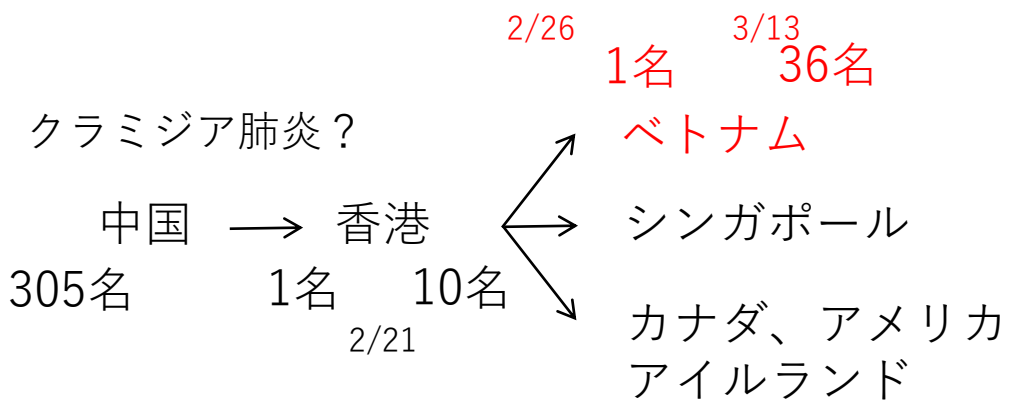 2/26
3/13
1名
36名
クラミジア肺炎？
ベトナム
中国
香港
シンガポール
305名
1名
10名
2/21
カナダ、アメリカ
アイルランド